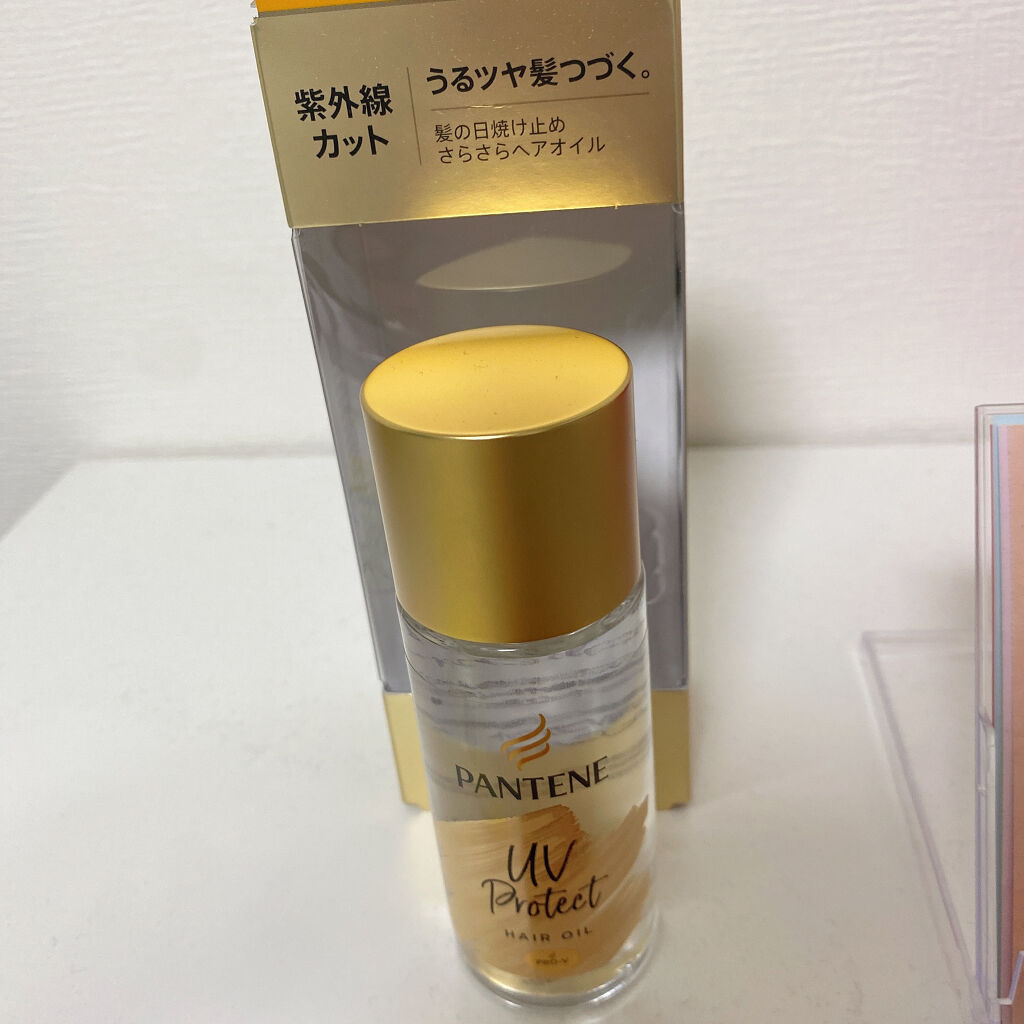 紫外線
カット
うるツヤ髪つづく。
髪の日焼け止め
さらさらヘアオイル
PANTENE
UV
Protect
HAIR OIL
PRO-V